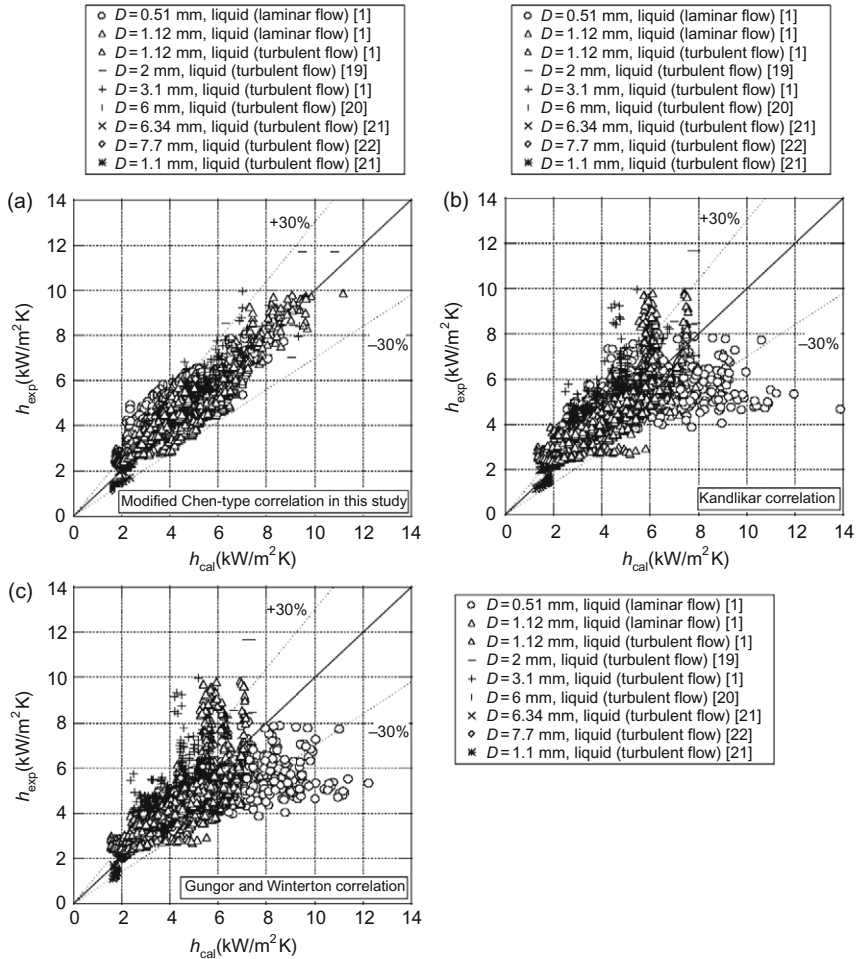 D=0.51 mm, liquid (laminar flow) [1]
D=1.12 mm, liquid (laminar flow) [1]
D=1.12 mm, liquid (turbulent flow) [1]
D=2 mm, liquid (turbulent flow) [19]
D=3.1 mm, liquid (turbulent flow) [1]
D=6 mm, liquid (turbulent flow) [20]
D=6.34 mm, liquid (turbulent flow) [21]
D=7.7 mm, liquid (turbulent flow) [22]
D=1.1 mm, liquid (turbulent flow) [21]
D=0.51 mm, liquid (laminar flow) [1]
D=1.12 mm, liquid (laminar flow) [1]
D=1.12 mm, liquid (turbulent flow) [1]
D=2 mm, liquid (turbulent flow) [19]
D=3.1 mm, liquid (turbulent flow) [1]
D=6 mm, liquid (turbulent flow) [20]
D=6.34 mm, liquid (turbulent flow) [21]
D=7.7 mm, liquid (turbulent flow) [22]
D=1.1 mm, liquid (turbulent flow) [21]
(a)
14
12
10
8
6
4
2
0
hexp(kW/m²K)
+30%
–30%
Modified Chen-type correlation in this study
0 2 4 6 8 10 12 14
hcal(kW/m²K)
(b)
14
12
10
8
6
4
2
0
hexp(kW/m²K)
+30%
–30%
Kandlikar correlation
0 2 4 6 8 10 12 14
hcal(kW/m²K)
(c)
14
12
10
8
6
4
2
0
hexp(kW/m²K)
+30%
–30%
Gungor and Winterton correlation
0 2 4 6 8 10 12 14
hcal(kW/m²K)
D=0.51 mm, liquid (laminar flow) [1]
D=1.12 mm, liquid (laminar flow) [1]
D=1.12 mm, liquid (turbulent flow) [1]
D=2 mm, liquid (turbulent flow) [19]
D=3.1 mm, liquid (turbulent flow) [1]
D=6 mm, liquid (turbulent flow) [20]
D=6.34 mm, liquid (turbulent flow) [21]
D=7.7 mm, liquid (turbulent flow) [22]
D=1.1 mm, liquid (turbulent flow) [21]